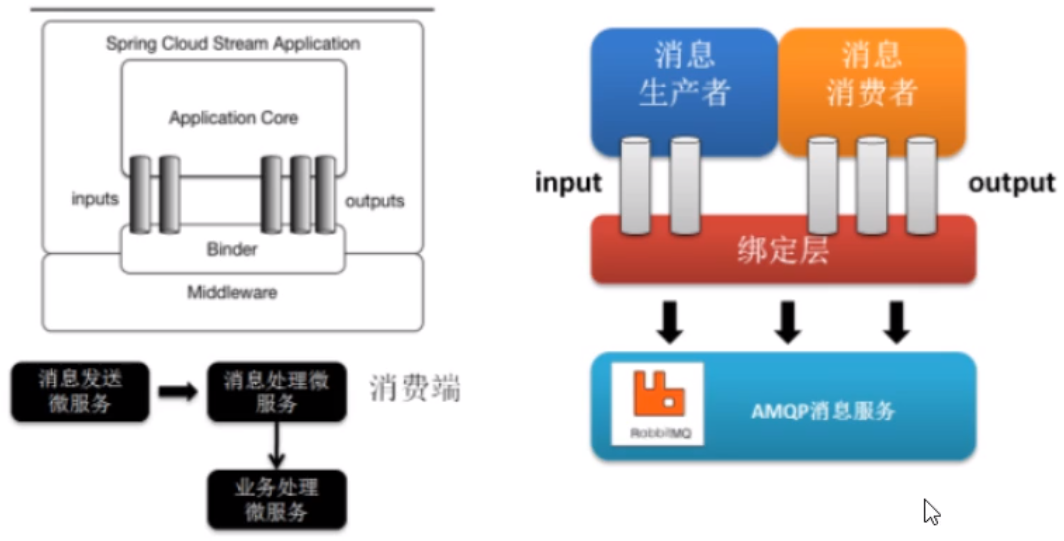 Spring Cloud Stream Application
Application Core
inputs
outputs
Binder
Middleware
消息发送
微服务
消息处理微
服务
消费端
业务处理
微服务
消息
生产者
消息
消费者
input
output
绑定层
RabbitMQ
AMQP消息服务